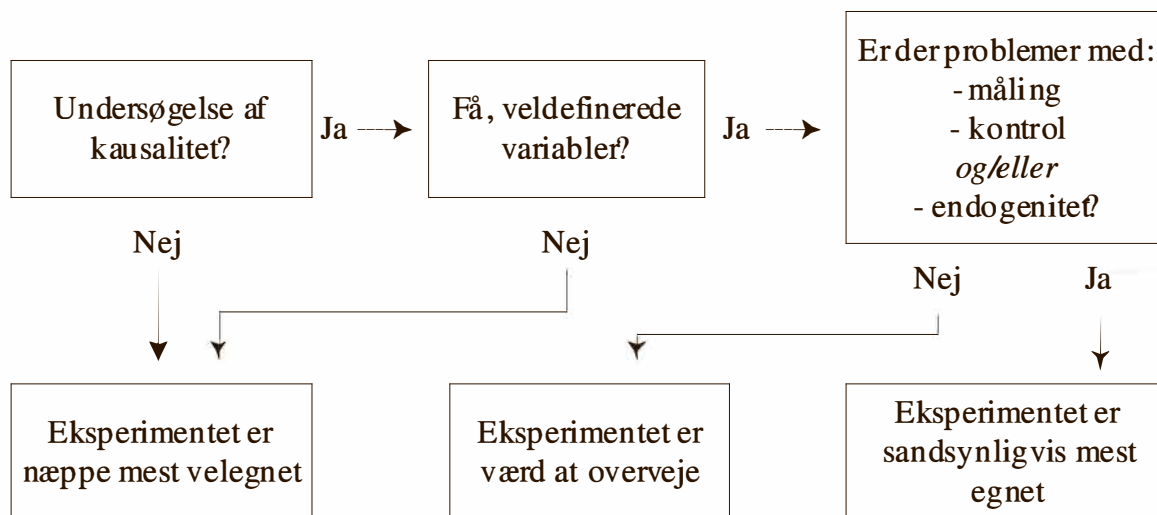 Undersøgelse af
kausalitet?
Ja
Få, veldefinerede
variabler?
Ja
Er der problemer med:
- måling
- kontrol
og/eller
- endogenitet?
Nej
Nej
Nej
Ja
Eksperimentet er
næppe mest velegnet
Eksperimentet er
værd at overveje
Eksperimentet er
sandsynligvis mest
egnet